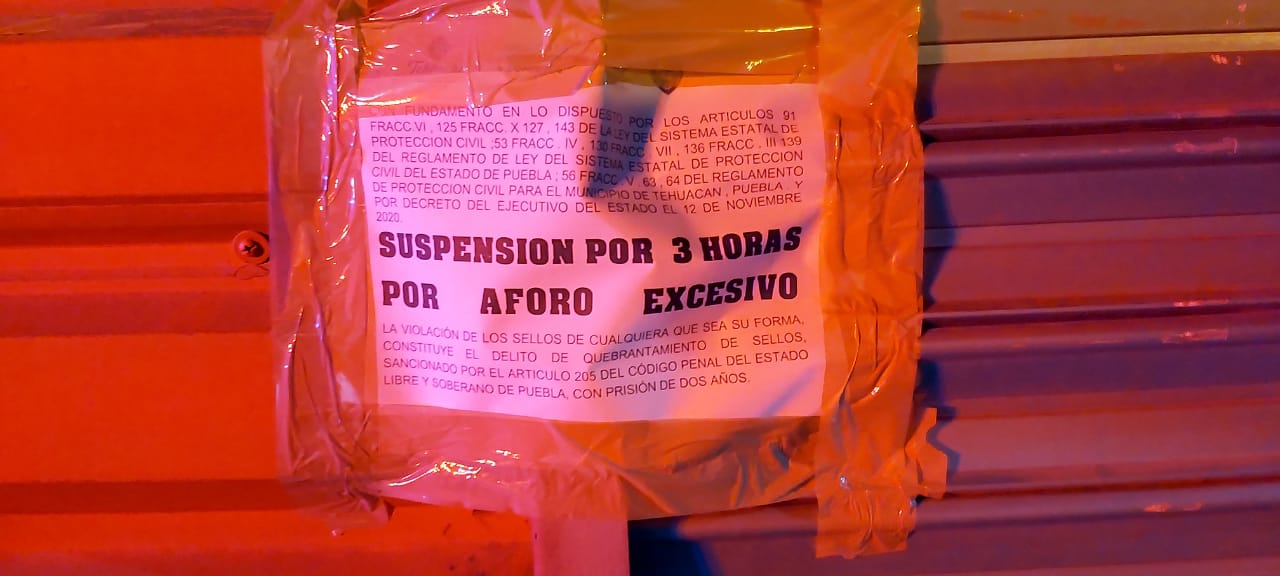 CON FUNDAMENTO EN LO DISPUESTO POR LOS ARTICULOS 91
FRACC.VI , 125 FRACC. X 127 , 143 DE LA LEY DEL SISTEMA ESTATAL DE
PROTECCION CIVIL ;53 FRACC . IV , 130 FRACC . VII , 136 FRACC . III 139
DEL REGLAMENTO DE LEY DEL SISTEMA ESTATAL DE PROTECCION
CIVIL DEL ESTADO DE PUEBLA ; 56 FRACC . V . 63 , 64 DEL REGLAMENTO
DE PROTECCION CIVIL PARA EL MUNICIPIO DE TEHUACAN , PUEBLA , Y
POR DECRETO DEL EJECUTIVO DEL ESTADO EL 12 DE NOVIEMBRE
2020.
SUSPENSION POR 3 HORAS
POR AFORO EXCESIVO
LA VIOLACIÓN DE LOS SELLOS DE CUALQUIERA QUE SEA SU FORMA,
CONSTITUYE EL DELITO DE QUEBRANTAMIENTO DE SELLOS,
SANCIONADO POR EL ARTICULO 205 DEL CÓDIGO PENAL DEL ESTADO
LIBRE Y SOBERANO DE PUEBLA, CON PRISIÓN DE DOS AÑOS.